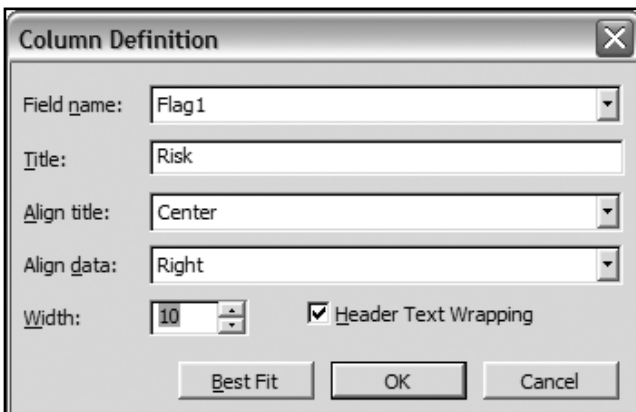 Column Definition
Field name: Flag1
Title: Risk
Align title: Center
Align data: Right
Width: 10 Header Text Wrapping
Best Fit OK Cancel